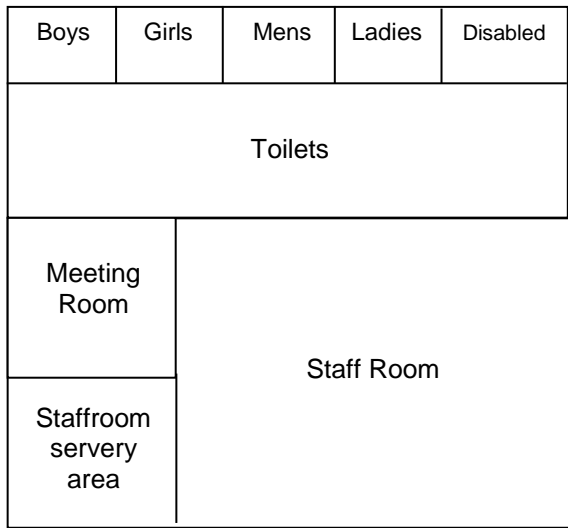 Boys Girls Mens Ladies Disabled
Toilets
Meeting
Room
Staff Room
Staffroom
servery
area